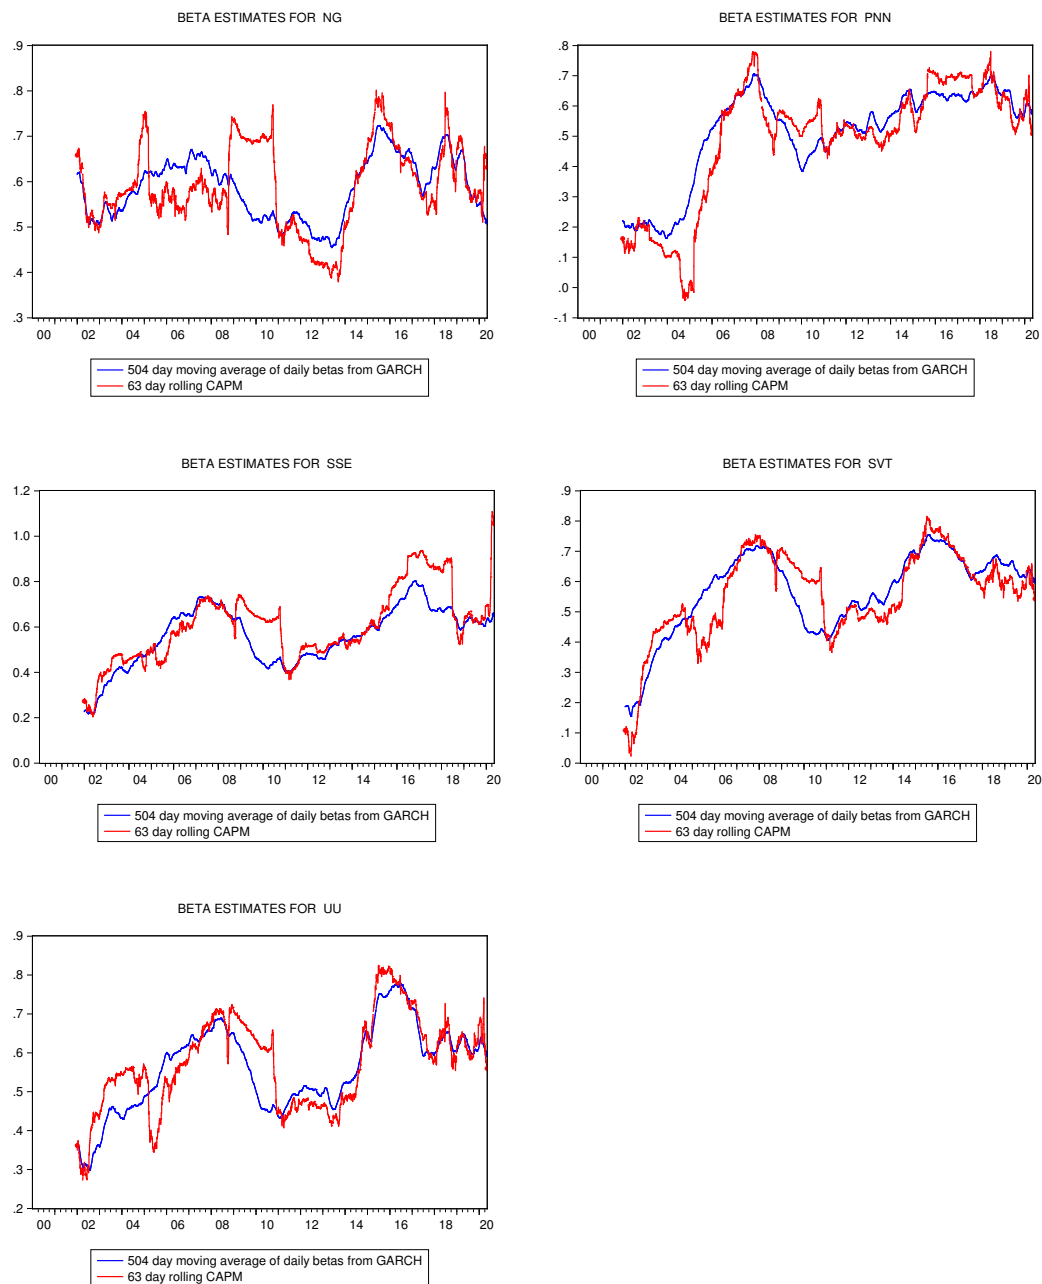 BETA ESTIMATES FOR NG
.9
.8
.7
.6
.5
.4
.3
00 02 04 06 08 10 12 14 16 18 20
504 day moving average of daily betas from GARCH
63 day rolling CAPM
BETA ESTIMATES FOR PNN
.8
.7
.6
.5
.4
.3
.2
.1
.0
-.1
00 02 04 06 08 10 12 14 16 18 20
504 day moving average of daily betas from GARCH
63 day rolling CAPM
BETA ESTIMATES FOR SSE
1.2
1.0
0.8
0.6
0.4
0.2
0.0
00 02 04 06 08 10 12 14 16 18 20
504 day moving average of daily betas from GARCH
63 day rolling CAPM
BETA ESTIMATES FOR SVT
.9
.8
.7
.6
.5
.4
.3
.2
.1
.0
00 02 04 06 08 10 12 14 16 18 20
504 day moving average of daily betas from GARCH
63 day rolling CAPM
BETA ESTIMATES FOR UU
.9
.8
.7
.6
.5
.4
.3
.2
00 02 04 06 08 10 12 14 16 18 20
504 day moving average of daily betas from GARCH
63 day rolling CAPM